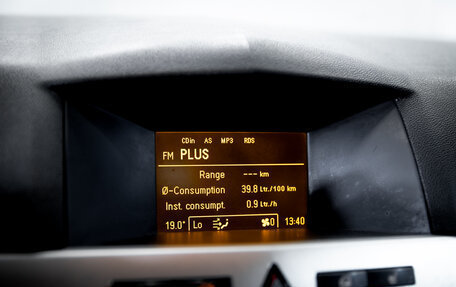 CDin AS MP3 RDS
FM PLUS
Range --- km
Ø-Consumption 39.8 Ltr./100 km
Inst. consumpt. 0.9 Ltr./h
19.0° Lo 0 13:40